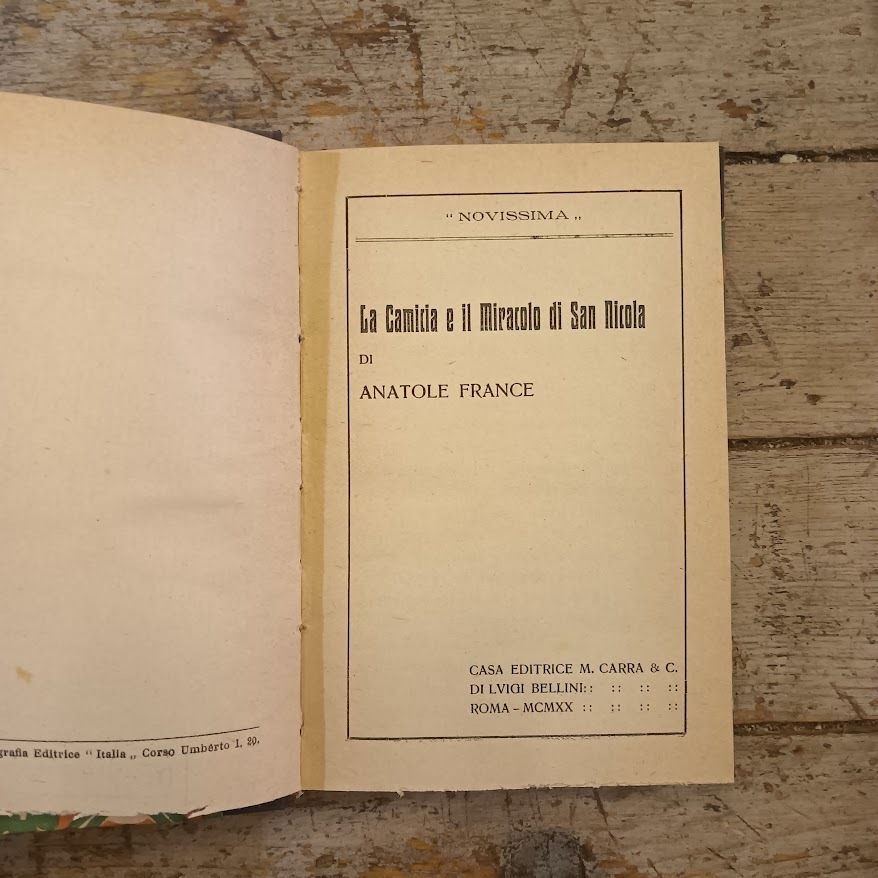 Editrice “ Italia „ Corso Umberto I. 20.
“ NOVISSIMA „
La Camicia e il Miracolo di San Nicola
DI
ANATOLE FRANCE
CASA EDITRICE M. CARRA & C.
DI LVIGI BELLINI :: :: :: ::
ROMA – MCMXX :: :: :: ::